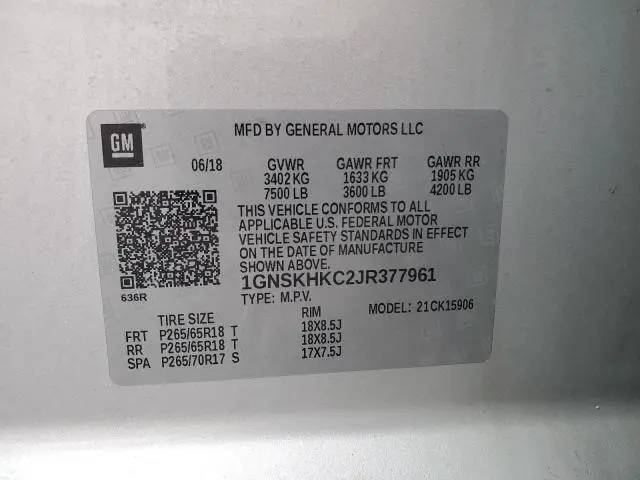 GM
MFD BY GENERAL MOTORS LLC
06/18 GVWR GAWR FRT GAWR RR
3402 KG 1633 KG 1905 KG
7500 LB 3600 LB 4200 LB
THIS VEHICLE CONFORMS TO ALL
APPLICABLE U.S. FEDERAL MOTOR
VEHICLE SAFETY STANDARDS IN EFFECT
ON THE DATE OF MANUFACTURE
SHOWN ABOVE.
1GNSKHKC2JR377961
636R
TYPE: M.P.V. MODEL: 21CK15906
TIRE SIZE RIM
FRT P265/65R18 T 18X8.5J
RR P265/65R18 T 18X8.5J
SPA P265/70R17 S 17X7.5J